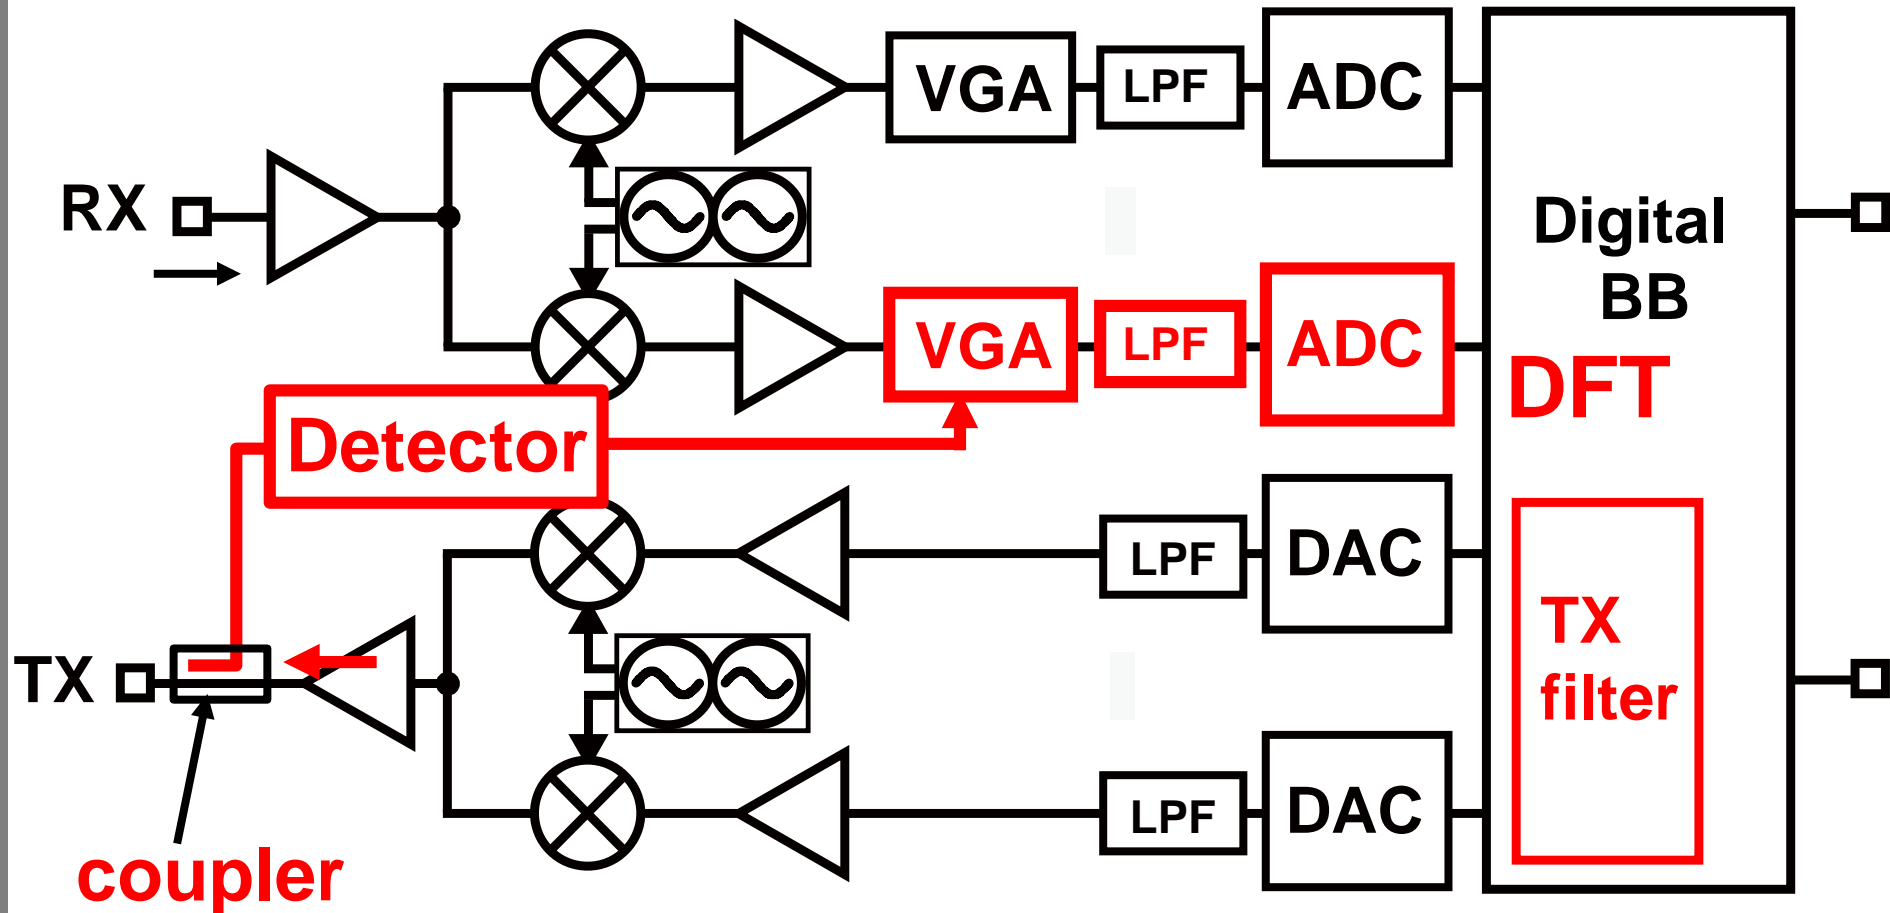 VGA
LPF
ADC
RX
Digital
BB
VGA
LPF
ADC
DFT
Detector
LPF
DAC
TX
filter
TX
LPF
DAC
coupler